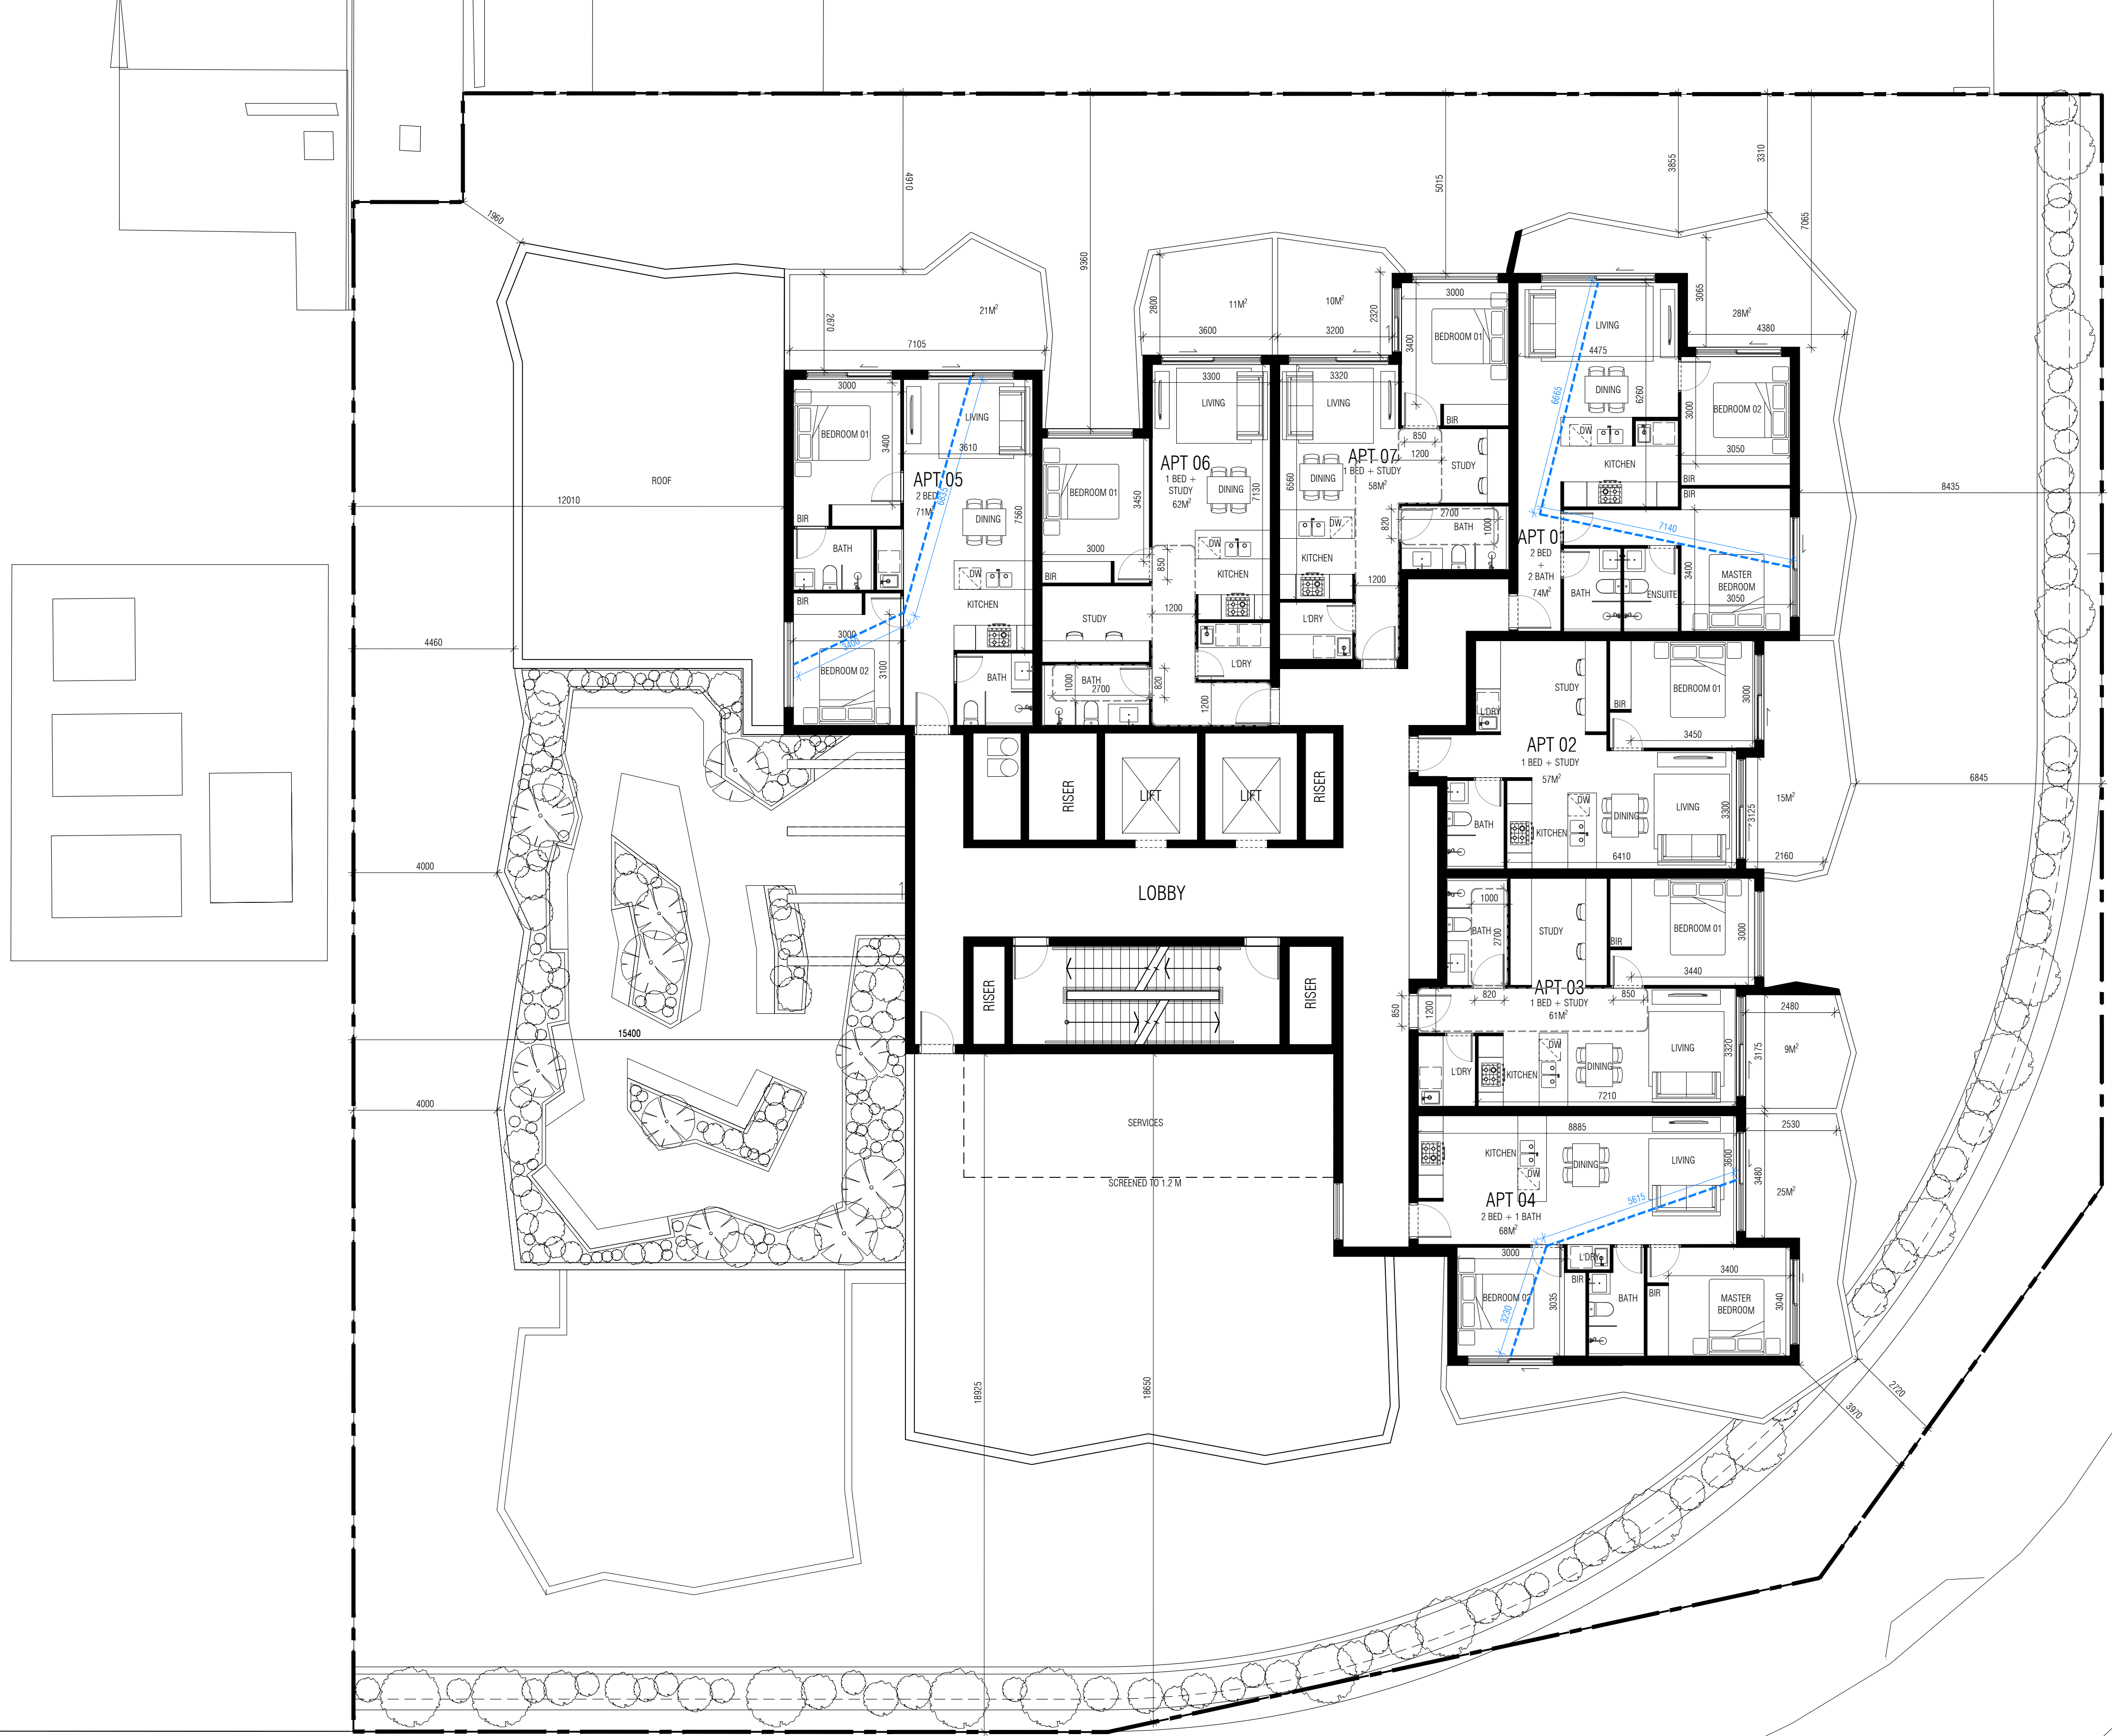 1960
4910
9360
5015
3855
3310
7065
ROOF
12010
4460
4000
15400
4000
21M²
2670
7105
3000
BEDROOM 01
3400
LIVING
3610
APT 05
2 BED
71M²
6835
7560
DINING
BIR
BATH
DW
KITCHEN
BIR
3000
3400
BEDROOM 02
3100
BATH
2800
11M²
3600
10M²
3200
2320
3300
LIVING
BEDROOM 01
3450
3000
BIR
APT 06
1 BED +
STUDY
62M²
DINING
7130
DW
KITCHEN
850
1200
STUDY
L'DRY
BATH
1000
2700
820
1200
3320
LIVING
APT 07
1 BED + STUDY
58M²
6560
DINING
DW
KITCHEN
1200
L'DRY
3000
BEDROOM 01
3400
BIR
850
1200
STUDY
820
2700
BATH
1000
LIVING
4475
6665
DINING
6260
DW
KITCHEN
7140
APT 01
2 BED
+
2 BATH
74M²
BATH
ENSUITE
3065
28M²
4380
BEDROOM 02
3000
3050
BIR
BIR
3400
MASTER
BEDROOM
3050
8435
STUDY
BEDROOM 01
3000
BIR
L'DRY
3450
APT 02
1 BED + STUDY
57M²
LIVING
DW
DINING
3300
3125
15M²
BATH
KITCHEN
6410
2160
6845
RISER
LIFT
LIFT
RISER
LOBBY
RISER
RISER
1000
BATH
2700
STUDY
BEDROOM 01
3000
BIR
3440
APT 03
1 BED + STUDY
61M²
820
850
850
1200
L'DRY
KITCHEN
DW
DINING
LIVING
3320
7210
2480
3175
9M²
2530
8885
KITCHEN
DW
DINING
LIVING
3600
3480
25M²
5615
APT 04
2 BED + 1 BATH
68M²
3000
L'DRY
BIR
BEDROOM 02
3035
3230
BATH
BIR
3400
MASTER
BEDROOM
3040
SERVICES
SCREENED TO 1.2 M
18925
18650
2720
3970